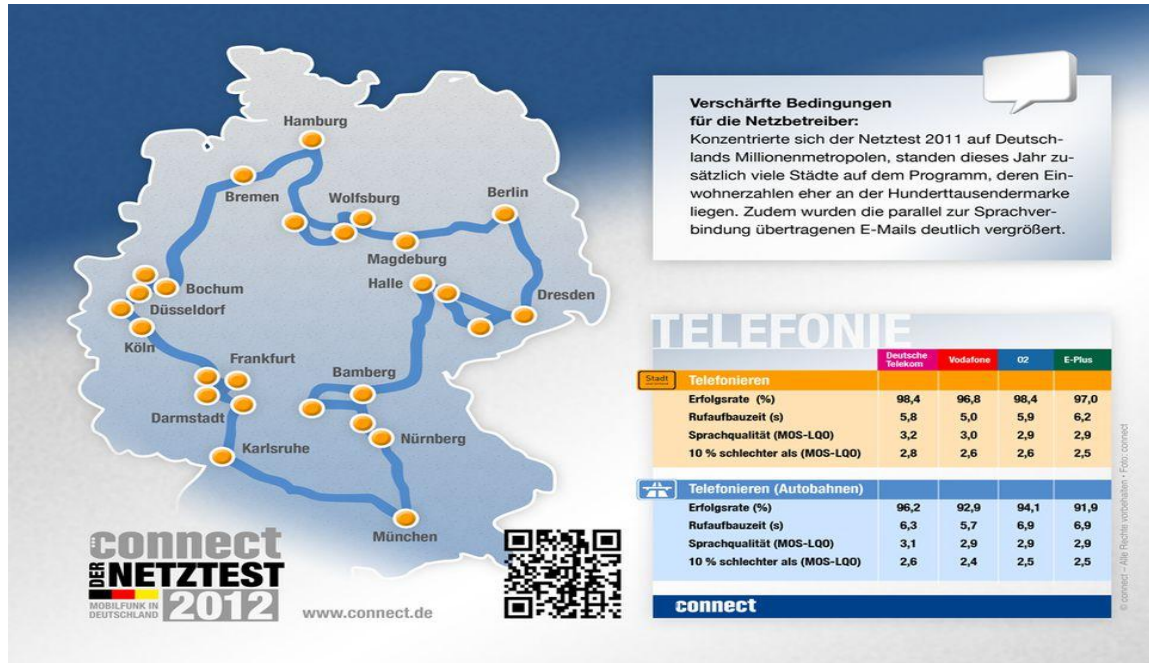 Hamburg
Bremen
Wolfsburg
Berlin
Magdeburg
Halle
Bochum
Düsseldorf
Dresden
Köln
Frankfurt
Bamberg
Darmstadt
Nürnberg
Karlsruhe
München
connect
DER NETZTEST
MOBILFUNK IN
DEUTSCHLAND 2012
www.connect.de
Verschärfte Bedingungen
für die Netzbetreiber:
Konzentrierte sich der Netztest 2011 auf Deutsch-
lands Millionenmetropolen, standen dieses Jahr zu-
sätzlich viele Städte auf dem Programm, deren Ein-
wohnerzahlen eher an der Hunderttausendermarke
liegen. Zudem wurden die parallel zur Sprachver-
bindung übertragenen E-Mails deutlich vergrößert.
TELEFONIE
Deutsche Telekom Vodafone O2 E-Plus
Stadt Telefonieren
Erfolgsrate (%) 98,4 96,8 98,4 97,0
Rufaufbauzeit (s) 5,8 5,0 5,9 6,2
Sprachqualität (MOS-LQO) 3,2 3,0 2,9 2,9
10 % schlechter als (MOS-LQO) 2,8 2,6 2,6 2,5
Telefonieren (Autobahnen)
Erfolgsrate (%) 96,2 92,9 94,1 91,9
Rufaufbauzeit (s) 6,3 5,7 6,9 6,9
Sprachqualität (MOS-LQO) 3,1 2,9 2,9 2,9
10 % schlechter als (MOS-LQO) 2,6 2,4 2,5 2,5
connect
© connect – Alle Rechte vorbehalten • Foto: connect